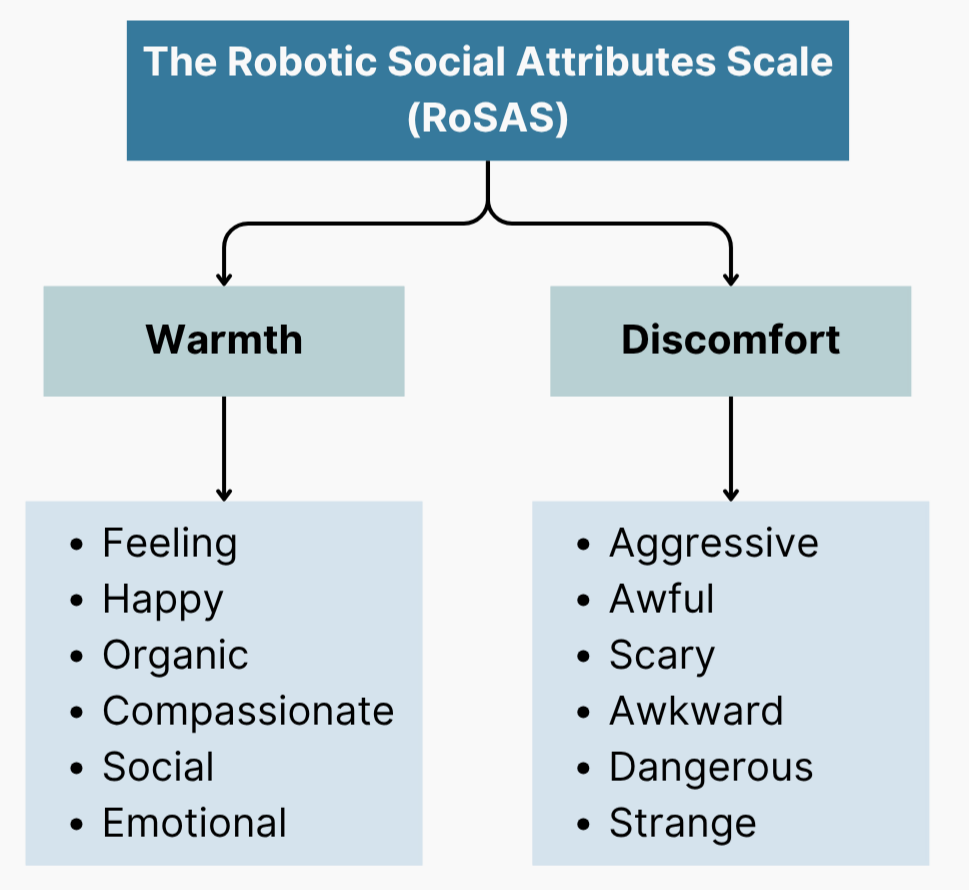 The Robotic Social Attributes Scale
(RoSAS)
Warmth
Discomfort
• Feeling
• Happy
• Organic
• Compassionate
• Social
• Emotional
• Aggressive
• Awful
• Scary
• Awkward
• Dangerous
• Strange